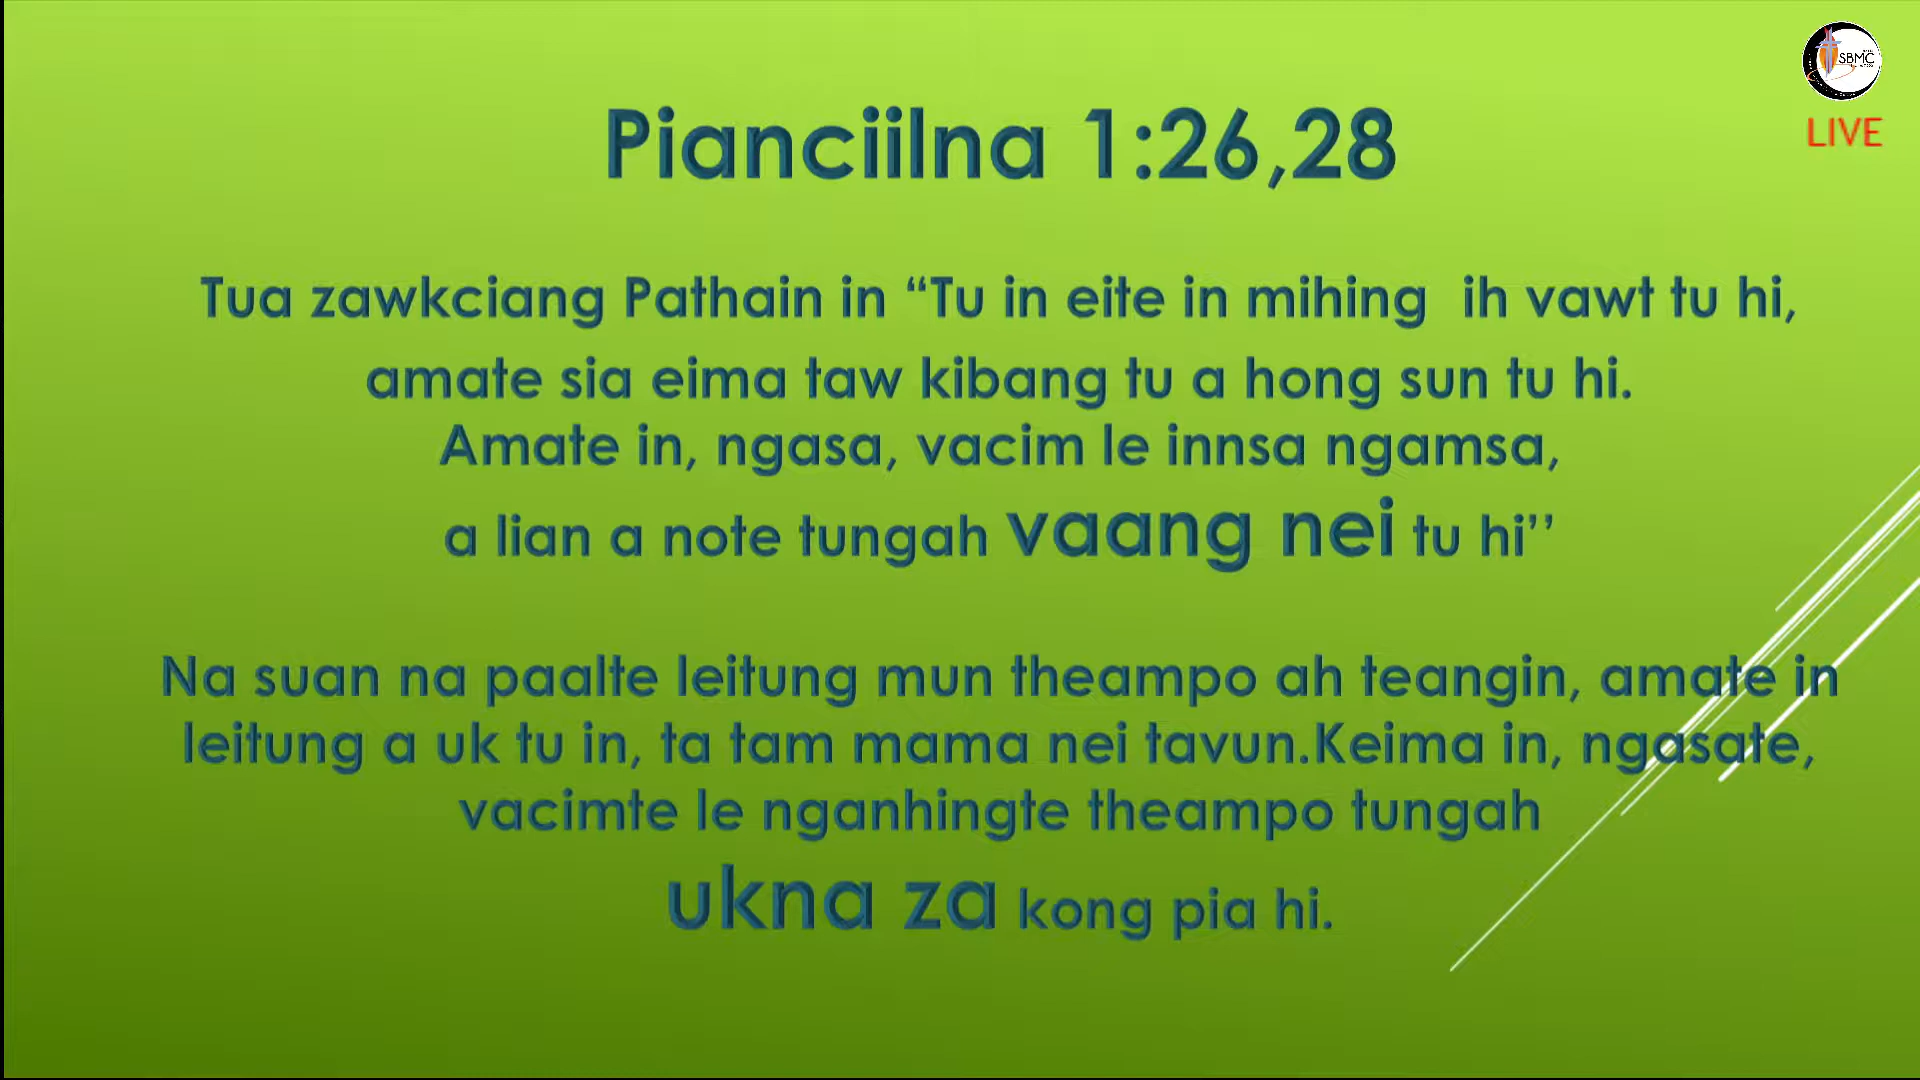 SBMC
LIVE
Pianciilna 1:26,28
Tua zawkciang Pathain in “Tu in eite in mihing ih vawt tu hi,
amate sia eima taw kibang tu a hong sun tu hi.
Amate in, ngasa, vacim le innsa ngamsa,
a lian a note tungah vaang nei tu hi’’
Na suan na paalte leitung mun theampo ah teangin, amate in
leitung a uk tu in, ta tam mama nei tavun.Keima in, ngasate,
vacimte le nganhingte theampo tungah
ukna za kong pia hi.